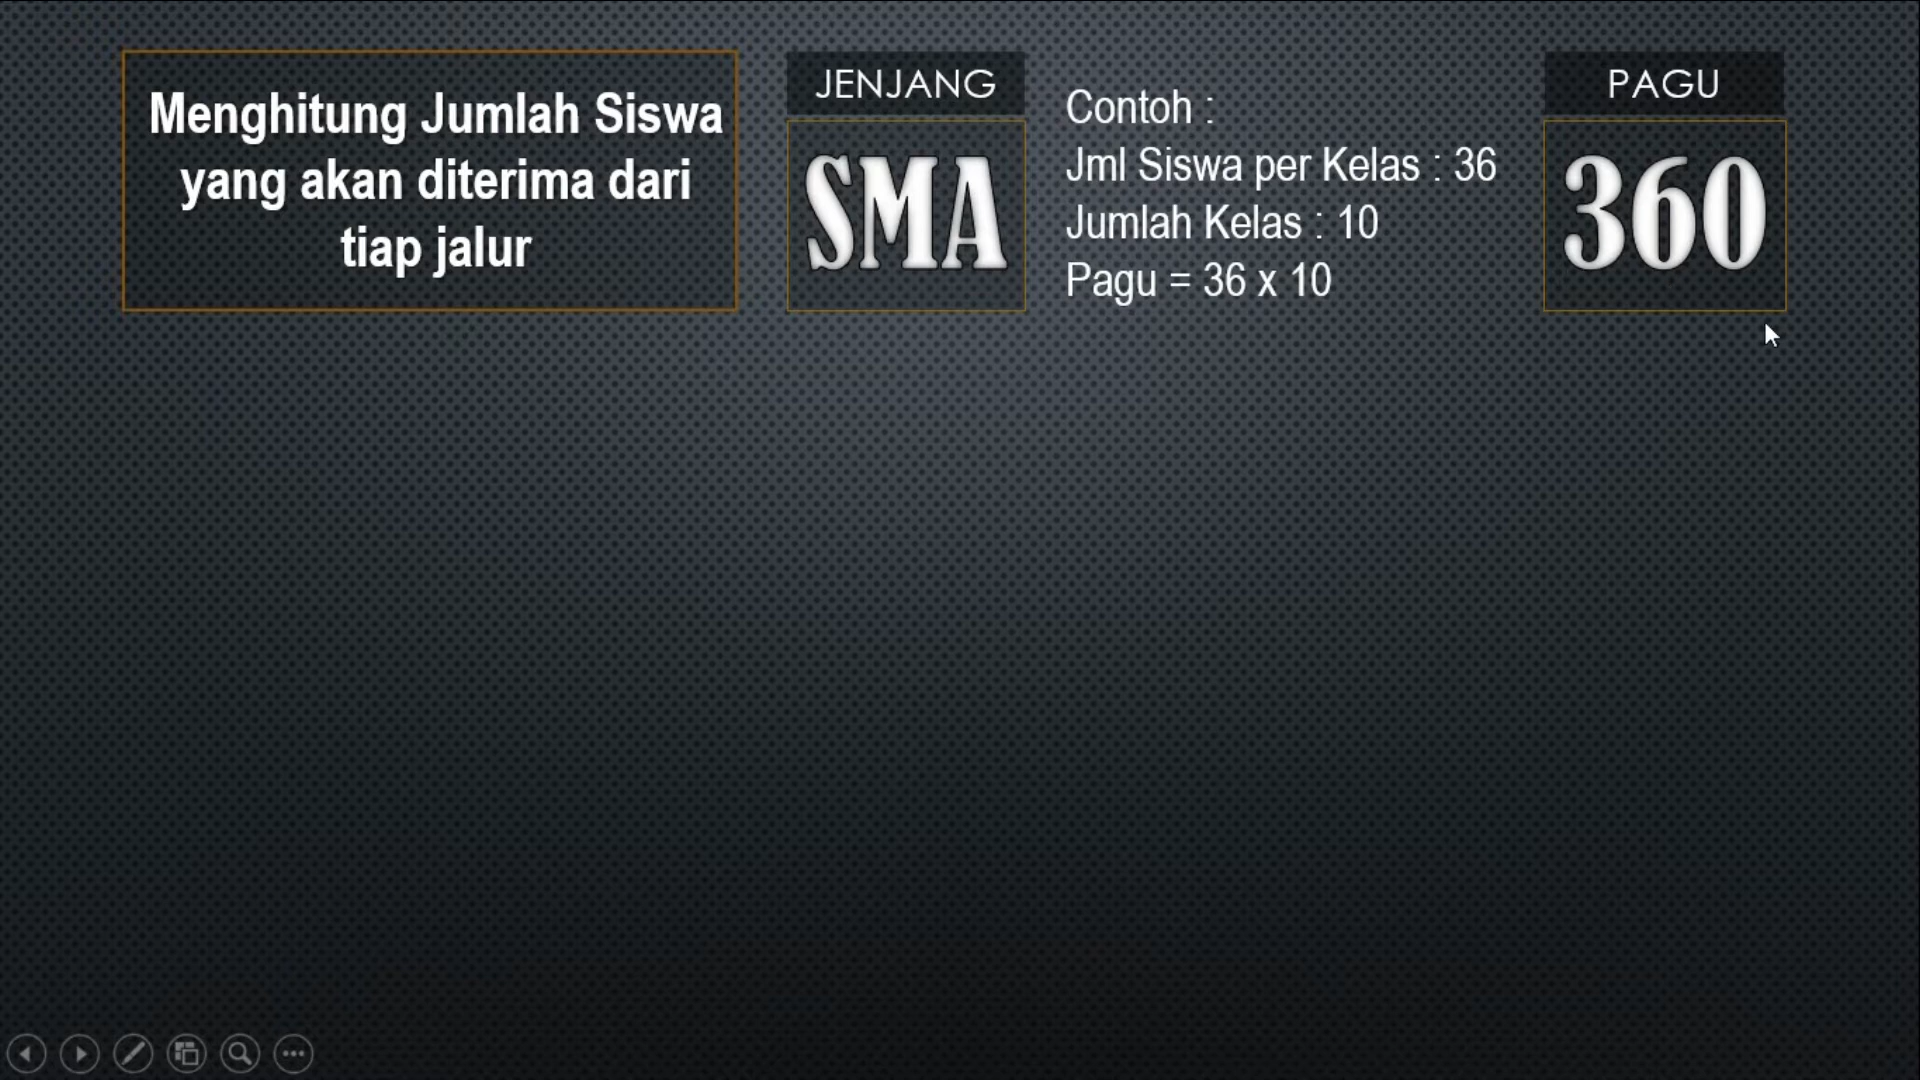 Menghitung Jumlah Siswa
yang akan diterima dari
tiap jalur
JENJANG
SMA
Contoh :
Jml Siswa per Kelas : 36
Jumlah Kelas : 10
Pagu = 36 x 10
PAGU
360